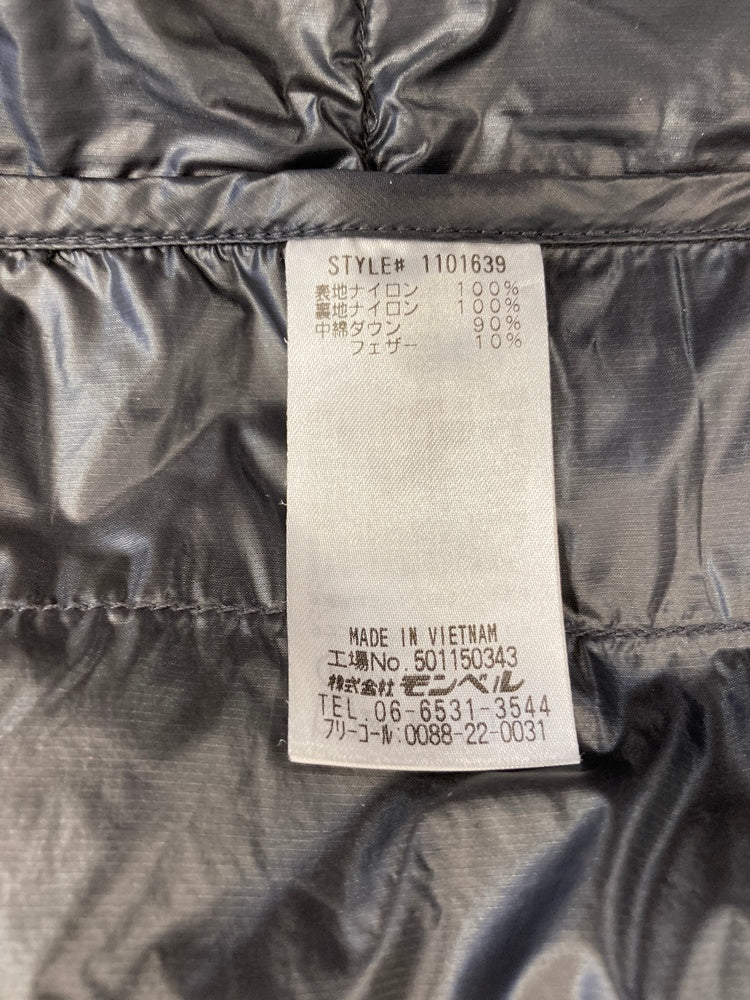 STYLE# 1101639
表地ナイロン 100%
裏地ナイロン 100%
中綿ダウン 90%
フェザー 10%
MADE IN VIETNAM
工場No. 501150343
株式会社 モンベル
TEL. 06-6531-3544
フリーコール:0088-22-0031